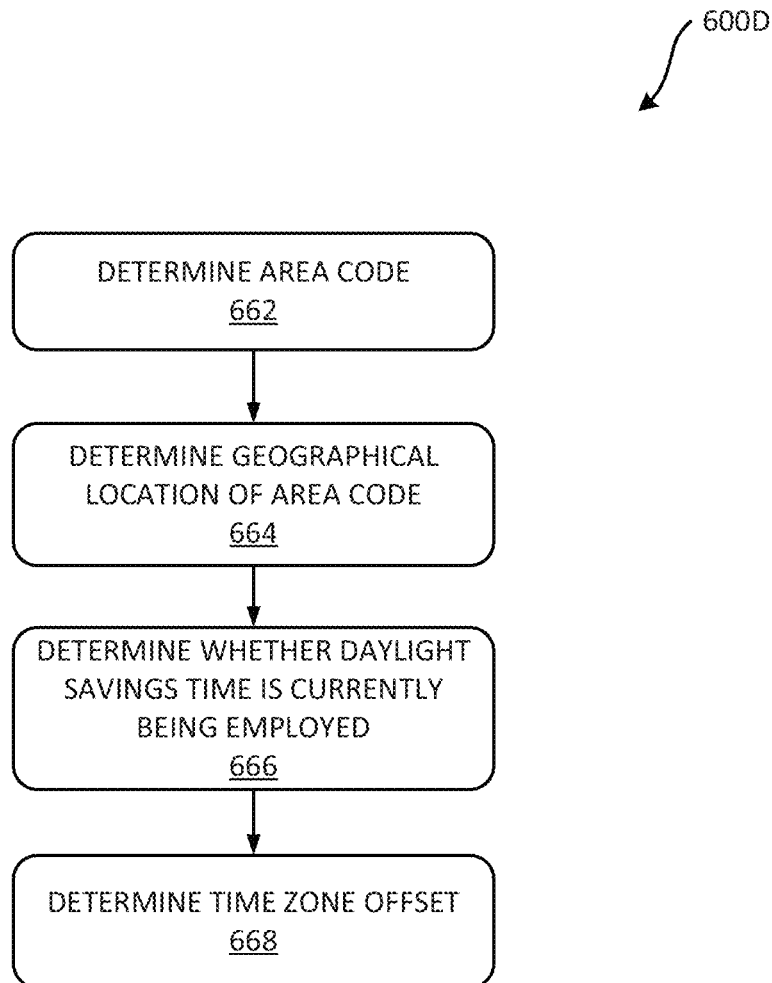 600D
DETERMINE AREA CODE
662
DETERMINE GEOGRAPHICAL
LOCATION OF AREA CODE
664
DETERMINE WHETHER DAYLIGHT
SAVINGS TIME IS CURRENTLY
BEING EMPLOYED
666
DETERMINE TIME ZONE OFFSET
668